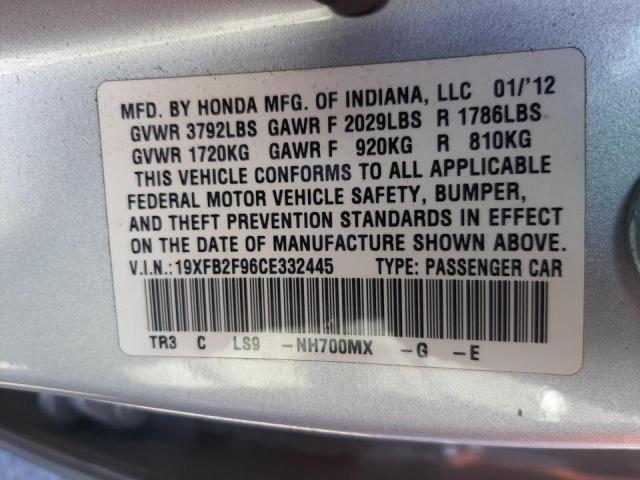 MFD. BY HONDA MFG. OF INDIANA, LLC 01/'12
GVWR 3792LBS GAWR F 2029LBS R 1786LBS
GVWR 1720KG GAWR F 920KG R 810KG
THIS VEHICLE CONFORMS TO ALL APPLICABLE
FEDERAL MOTOR VEHICLE SAFETY, BUMPER,
AND THEFT PREVENTION STANDARDS IN EFFECT
ON THE DATE OF MANUFACTURE SHOWN ABOVE.
V.I.N.:19XFB2F96CE332445 TYPE: PASSENGER CAR
TR3 C LS9 -NH700MX -G -E